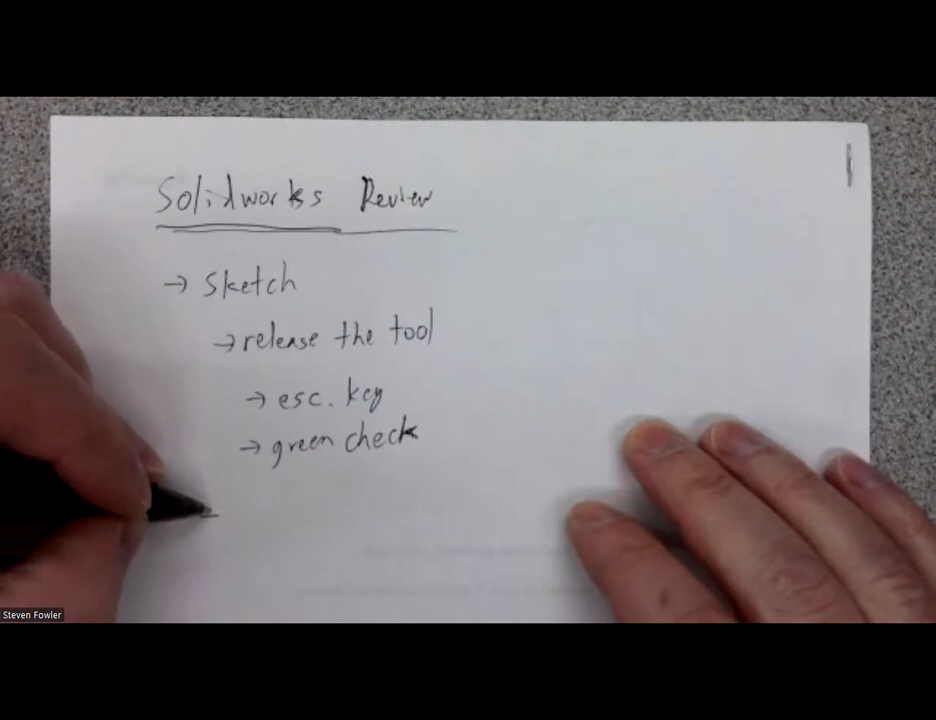 Solidworks Review
→ Sketch
→ release the tool
→ esc. key
→ green check
Steven Fowler